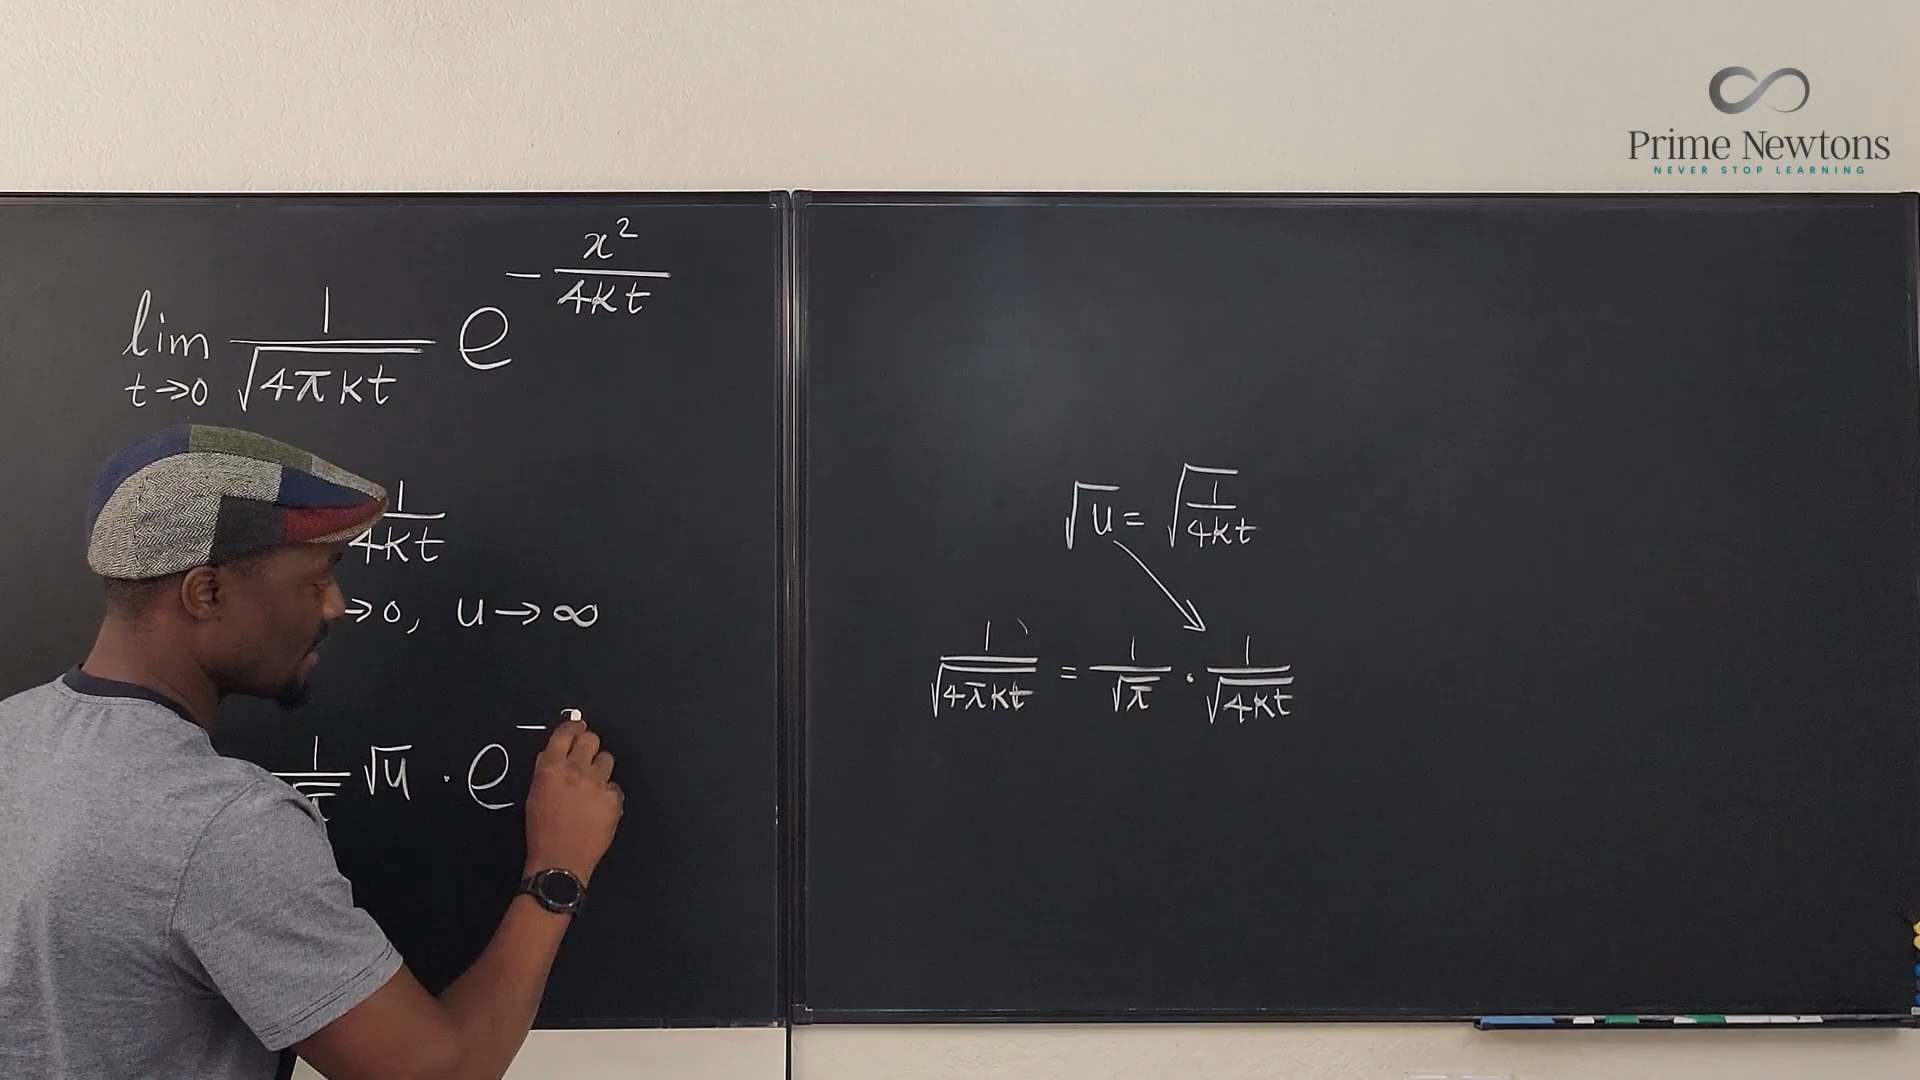 Prime Newtons
NEVER STOP LEARNING
lim t→0 1/√(4πkt) e^(-x²/(4kt))
1/(4kt)
→0, u→∞
1/√π √u · e^-
√u = √(1/(4kt))
1/√(4πkt) = 1/√π · 1/√(4kt)